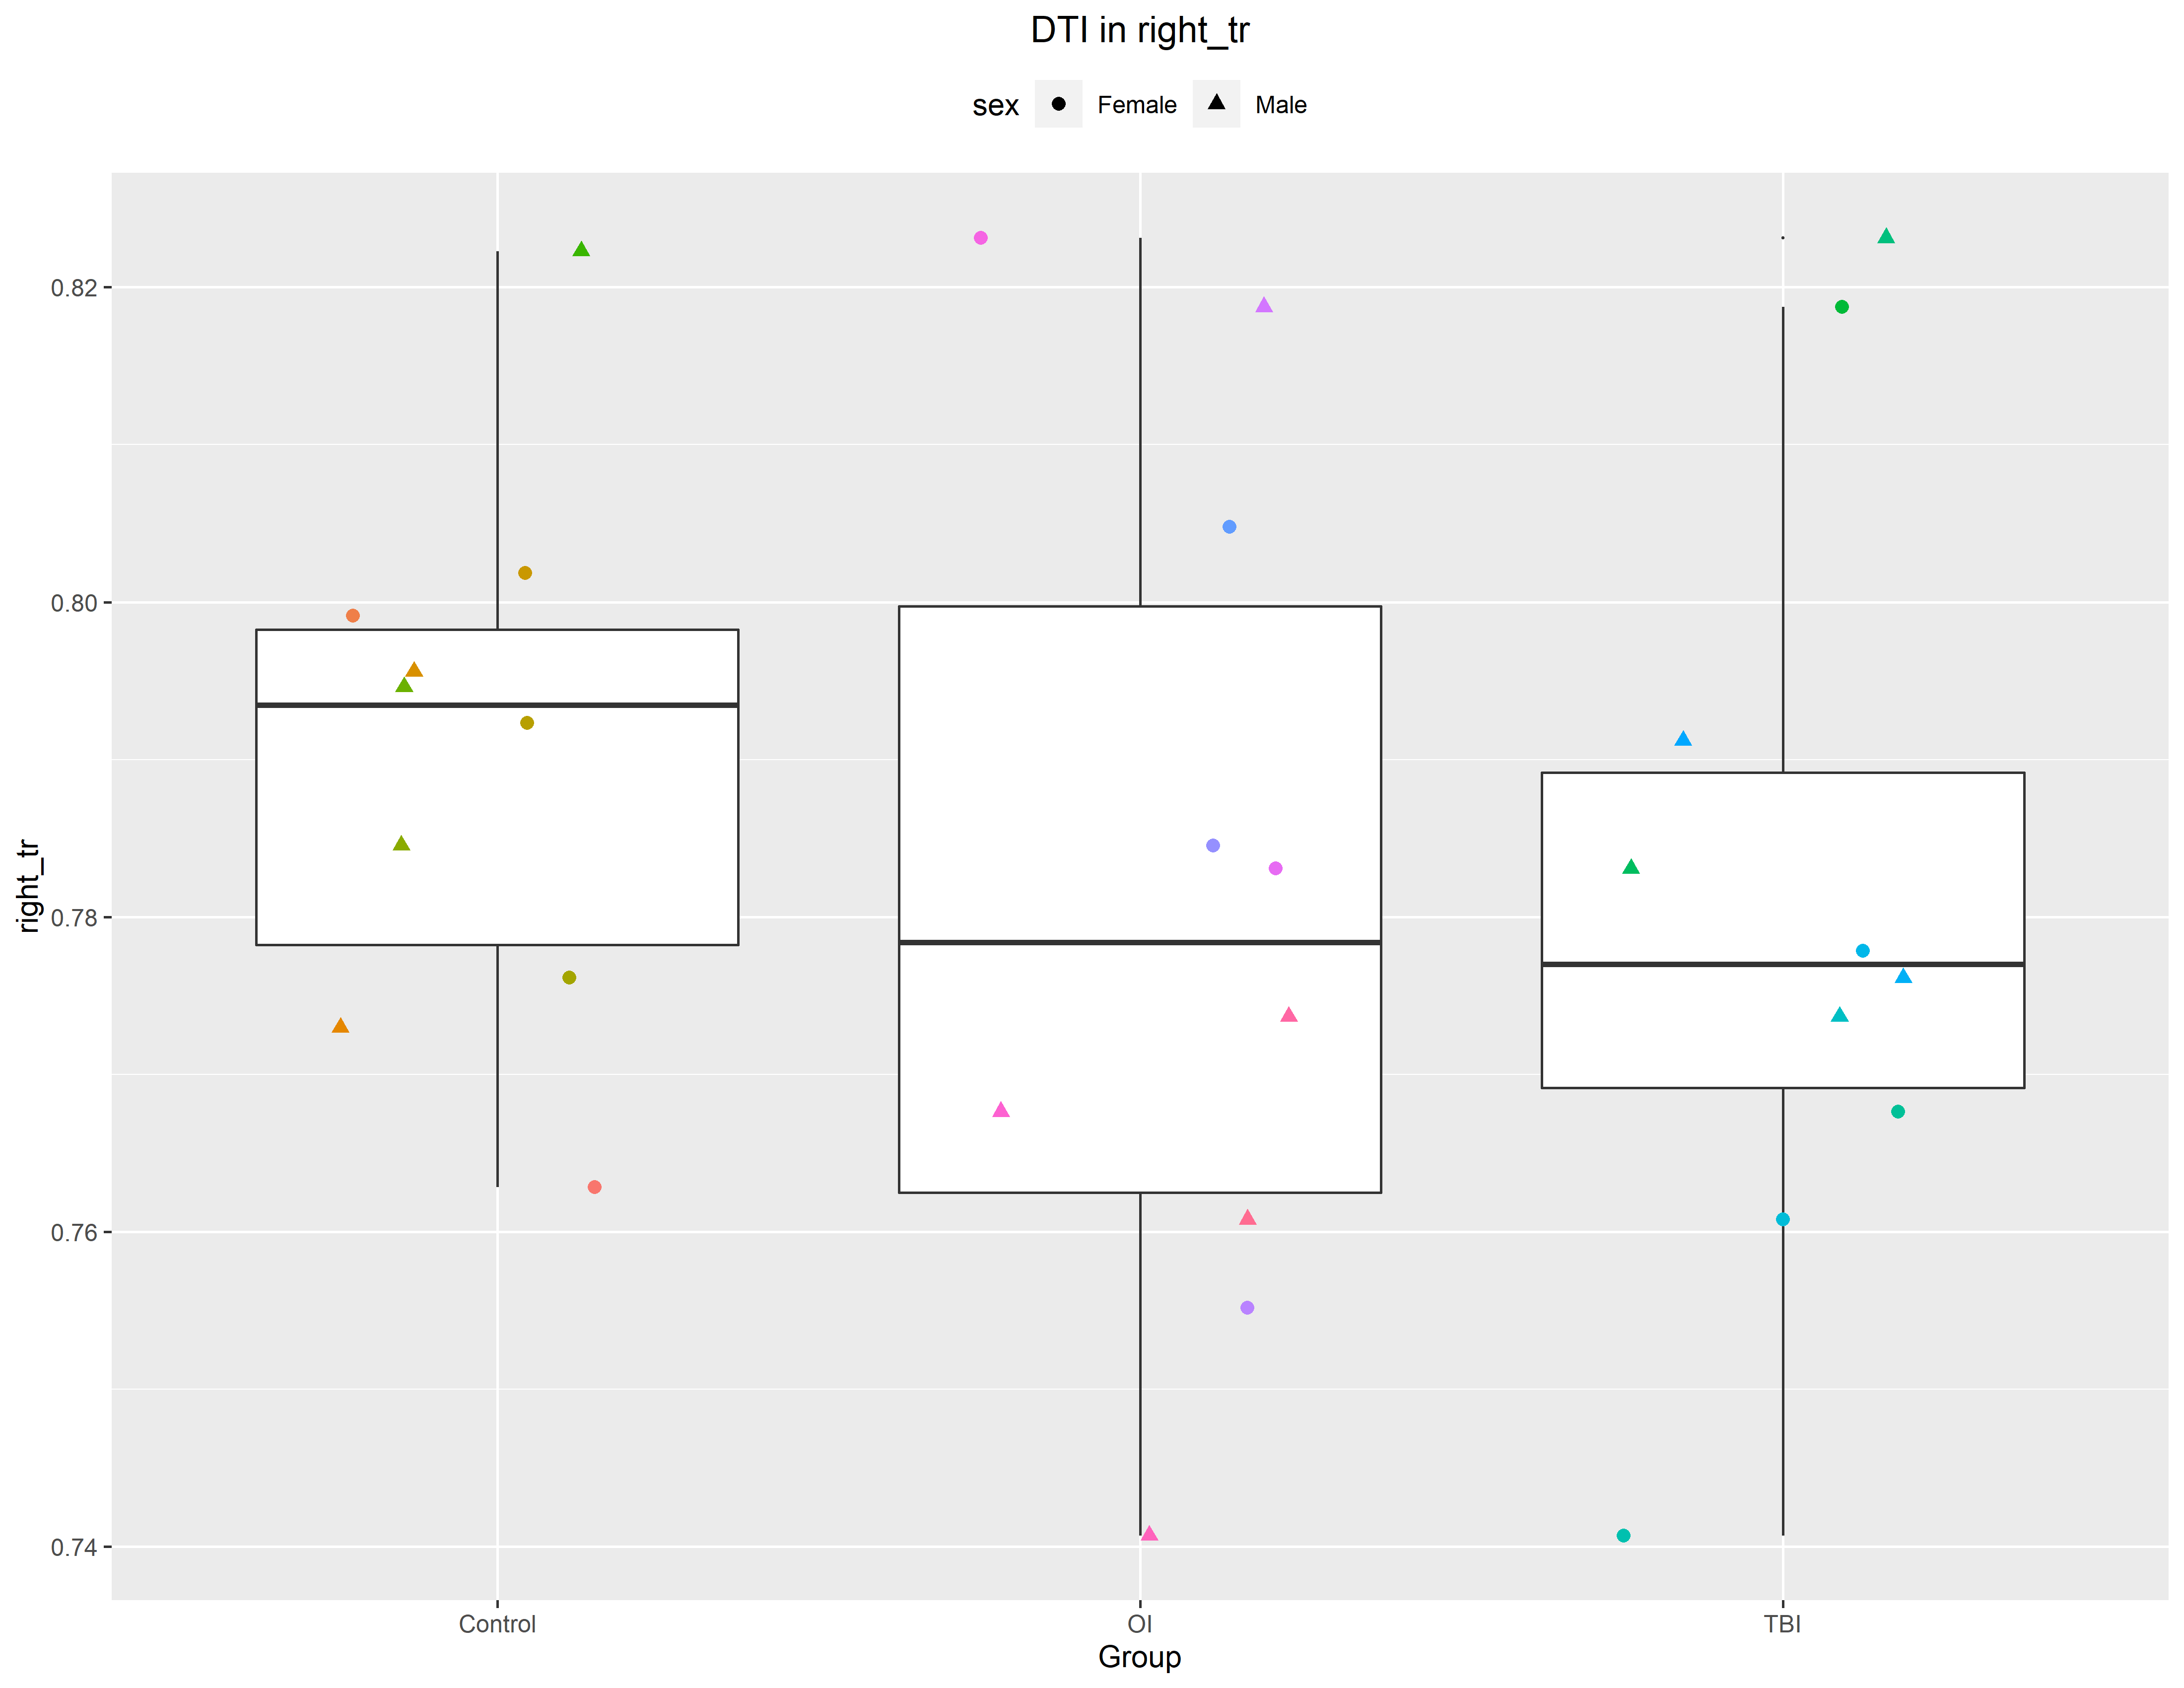 DTI in right_tr
sex Female Male
right_tr
0.82
0.80
0.78
0.76
0.74
Control OI TBI
Group